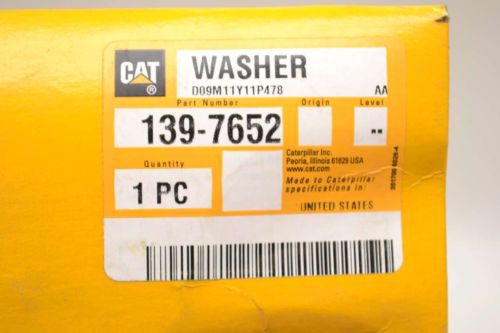 CAT
®
WASHER
D09M11Y11P478 AA
Part Number Origin Level
139-7652 --
Caterpillar Inc.
Peoria, Illinois 61629 USA
www.cat.com
Quantity
1 PC
Made to Caterpillar
specifications in:
UNITED STATES